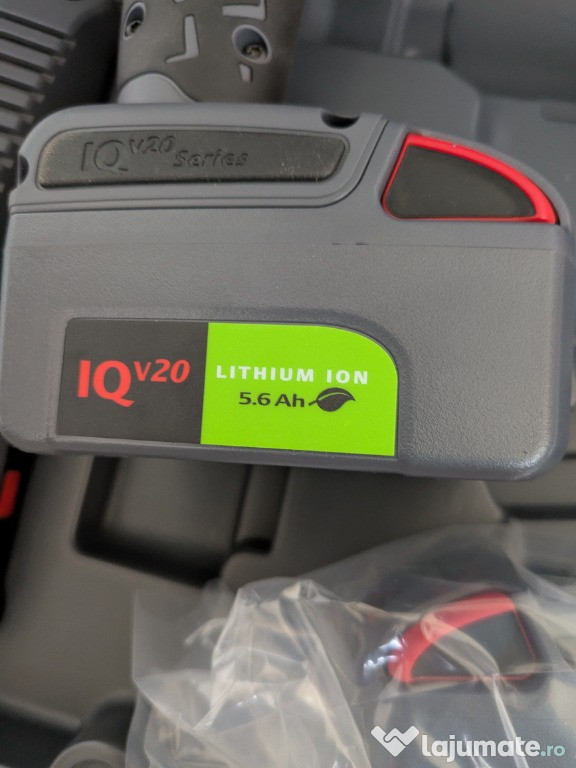 IQV20 Series
IQV20
LITHIUM ION
5.6 Ah
lajumate.ro